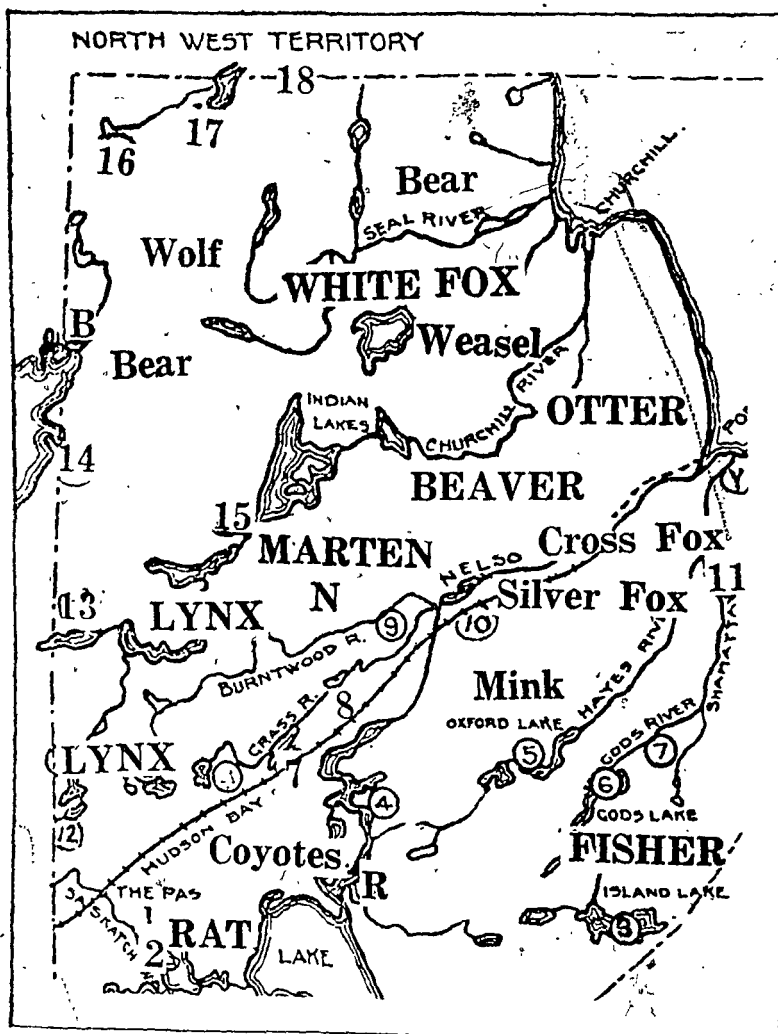 NORTH WEST TERRITORY
18
17
16
Bear
CHURCHILL
SEAL RIVER
Wolf
WHITE FOX
B
Weasel
Bear
RIVER
INDIAN
LAKES
OTTER
CHURCHILL
14
BEAVER
15
Cross Fox
MARTEN
NELSO
11
13
N
Silver Fox
LYNX
9
10
BURNTWOOD R.
HAYES RIV
SHAMATTA
GRASS R.
8
Mink
OXFORD LAKE
GODS RIVER
5
7
LYNX
7
6
4
GODS LAKE
12
HUDSON BAY
Coyotes
FISHER
R
THE PAS
ISLAND LAKE
1
SASKATCH
2
RAT
3
LAKE